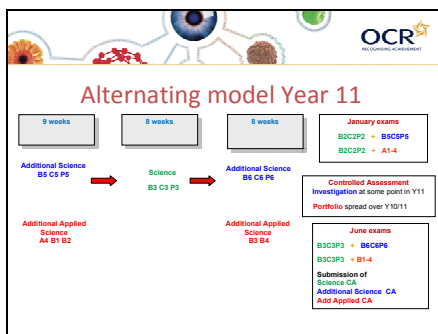 OCR
RECOGNISING ACHIEVEMENT
Alternating model Year 11
9 weeks
8 weeks
8 weeks
Additional Science
B5 C5 P5
Science
B3 C3 P3
Additional Science
B6 C6 P6
Additional Applied
Science
A4 B1 B2
Additional Applied
Science
B3 B4
January exams
B2C2P2 + B5C5P5
B2C2P2 + A1-4
Controlled Assessment
Investigation at some point in Y11
Portfolio spread over Y10/11
June exams
B3C3P3 + B6C6P6
B3C3P3 + B1-4
Submission of
Science CA
Additional Science CA
Add Applied CA